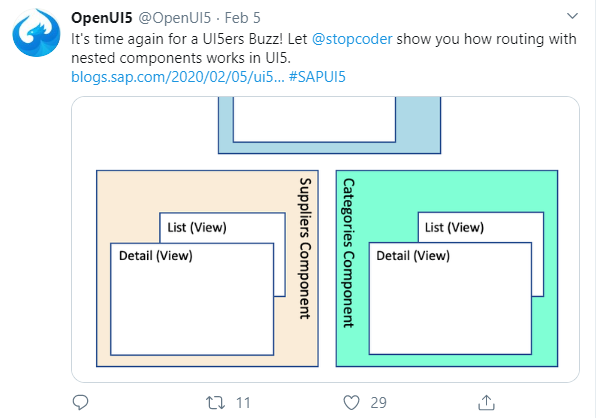 OpenUI5 @OpenUI5 · Feb 5
It's time again for a UI5ers Buzz! Let @stopcoder show you how routing with
nested components works in UI5.
blogs.sap.com/2020/02/05/ui5... #SAPUI5
Suppliers Component
List (View)
Detail (View)
Categories Component
List (View)
Detail (View)
11
29